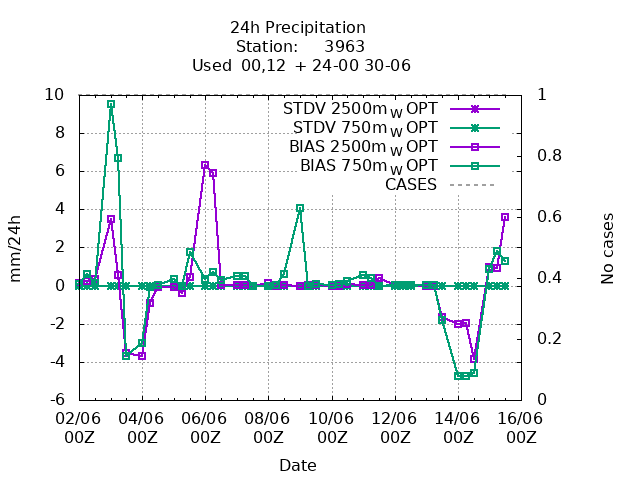 24h Precipitation
Station: 3963
Used 00,12 + 24-00 30-06
STDV 2500m W OPT
STDV 750m W OPT
BIAS 2500m W OPT
BIAS 750m W OPT
CASES
mm/24h
10
8
6
4
2
0
-2
-4
-6
No cases
1
0.8
0.6
0.4
0.2
0
02/06 04/06 06/06 08/06 10/06 12/06 14/06 16/06
00Z 00Z 00Z 00Z 00Z 00Z 00Z 00Z
Date